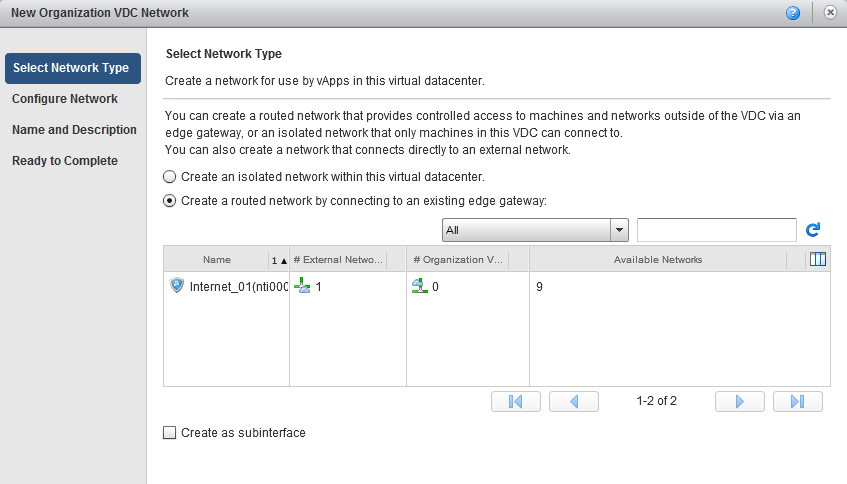 New Organization VDC Network
Select Network Type
Configure Network
Name and Description
Ready to Complete
Select Network Type
Create a network for use by vApps in this virtual datacenter.
You can create a routed network that provides controlled access to machines and networks outside of the VDC via an
edge gateway, or an isolated network that only machines in this VDC can connect to.
You can also create a network that connects directly to an external network.
Create an isolated network within this virtual datacenter.
Create a routed network by connecting to an existing edge gateway:
All
Name 1 ▲ # External Netwo... # Organization V... Available Networks
Internet_01(nti000 1 0 9
1-2 of 2
Create as subinterface